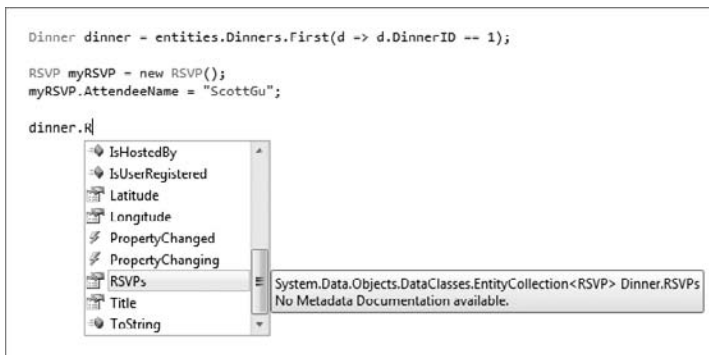 Dinner dinner = entities.Dinners.First(d => d.DinnerID == 1);
RSVP myRSVP = new RSVP();
myRSVP.AttendeeName = "ScottGu";
dinner.R
IsHostedBy
IsUserRegistered
Latitude
Longitude
PropertyChanged
PropertyChanging
RSVPs
System.Data.Objects.DataClasses.EntityCollection<RSVP> Dinner.RSVPs
No Metadata Documentation available.
Title
ToString